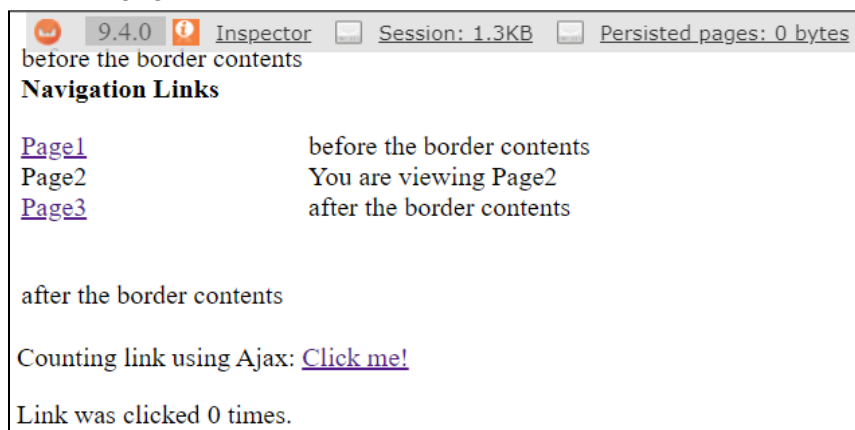 9.4.0 Inspector Session: 1.3KB Persisted pages: 0 bytes
before the border contents
Navigation Links
Page1 before the border contents
Page2 You are viewing Page2
Page3 after the border contents
after the border contents
Counting link using Ajax: Click me!
Link was clicked 0 times.